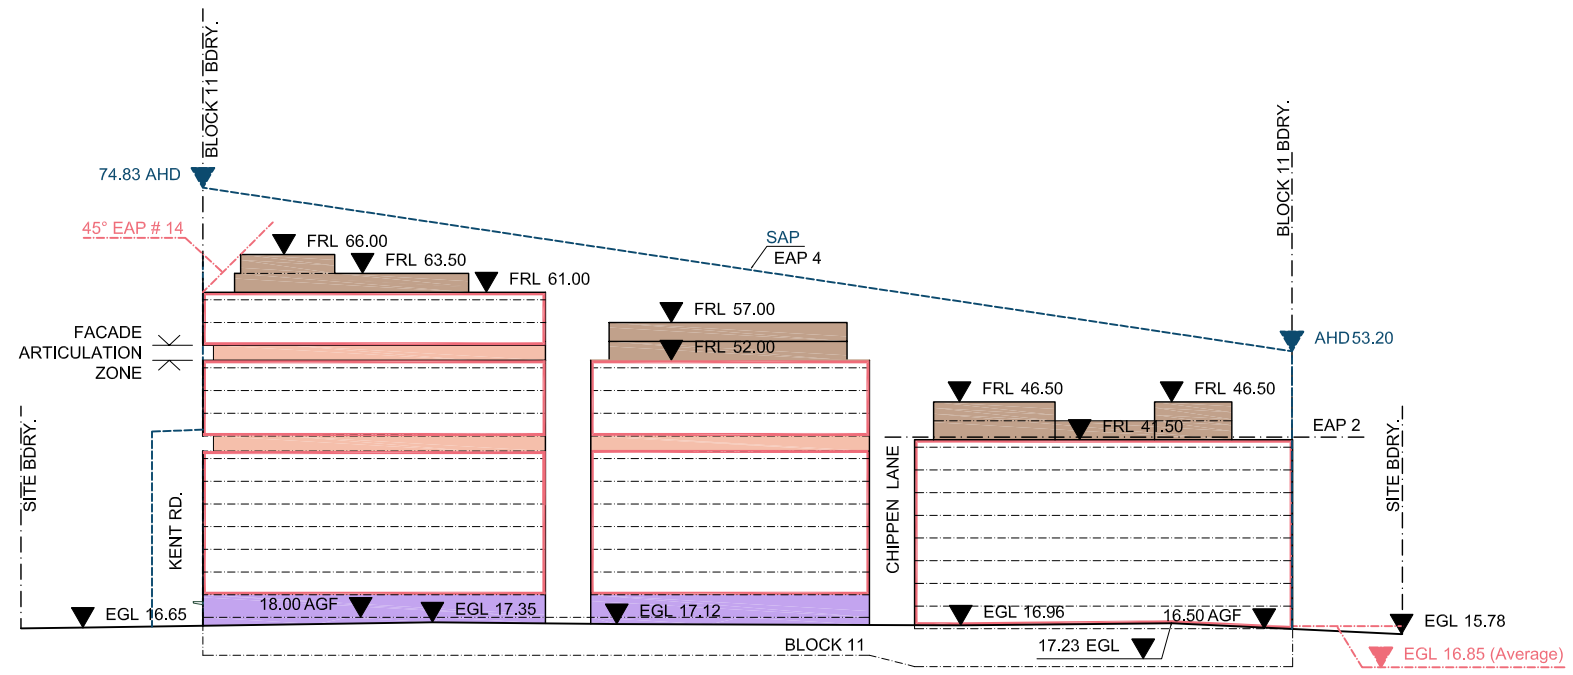 BLOCK 11 BDRY.
BLOCK 11 BDRY.
74.83 AHD
45° EAP # 14
FRL 66.00
FRL 63.50
FRL 61.00
SAP
EAP 4
FRL 57.00
FRL 52.00
AHD 53.20
FACADE
ARTICULATION
ZONE
FRL 46.50
FRL 46.50
FRL 41.50
EAP 2
SITE BDRY.
KENT RD.
CHIPPEN LANE
SITE BDRY.
EGL 16.65
18.00 AGF
EGL 17.35
EGL 17.12
EGL 16.96
16.50 AGF
EGL 15.78
BLOCK 11
17.23 EGL
EGL 16.85 (Average)